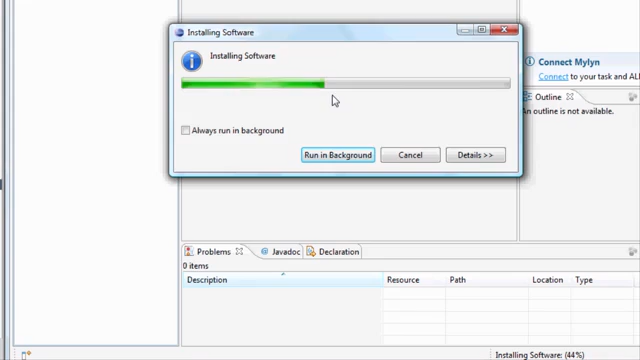 Installing Software
Installing Software
Always run in background
Run in Background
Cancel
Details >>
Connect Mylyn
Connect to your task and AL
Outline
An outline is not available.
Problems
Javadoc
Declaration
0 items
Description
Resource
Path
Location
Type
Installing Software: (44%)